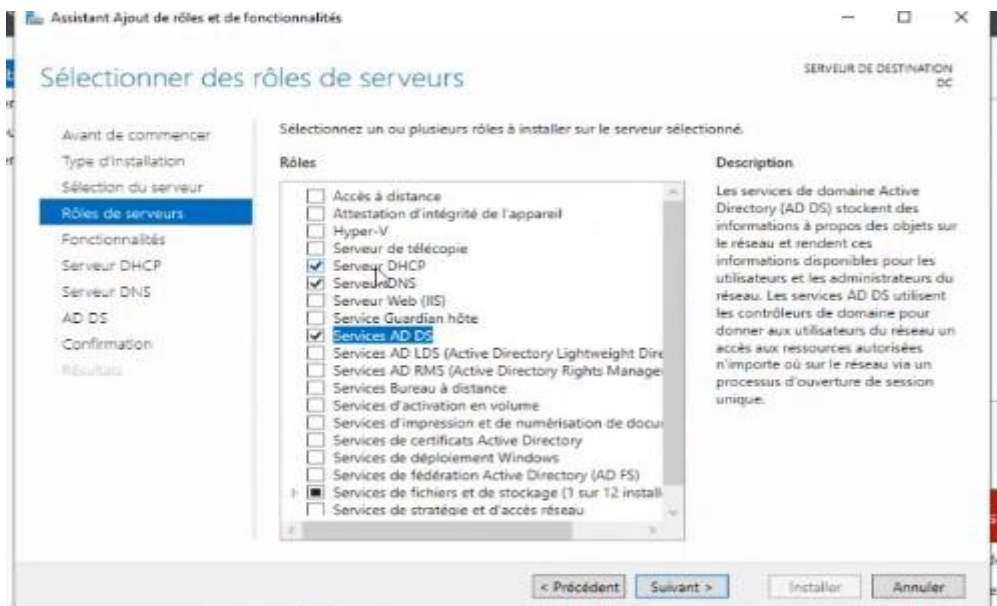 Assistant Ajout de rôles et de fonctionnalités
Sélectionner des rôles de serveurs
SERVEUR DE DESTINATION
DC
Avant de commencer
Type d'installation
Sélection du serveur
Rôles de serveurs
Fonctionnalités
Serveur DHCP
Serveur DNS
AD DS
Confirmation
Résultats
Sélectionnez un ou plusieurs rôles à installer sur le serveur sélectionné.
Rôles
Accès à distance
Attestation d'intégrité de l'appareil
Hyper-V
Serveur de télécopie
Serveur DHCP
Serveur DNS
Serveur Web (IIS)
Service Guardian hôte
Services AD DS
Services AD LDS (Active Directory Lightweight Dire
Services AD RMS (Active Directory Rights Manage
Services Bureau à distance
Services d'activation en volume
Services d'impression et de numérisation de docu
Services de certificats Active Directory
Services de déploiement Windows
Services de fédération Active Directory (AD FS)
Services de fichiers et de stockage (1 sur 12 install
Services de stratégie et d'accès réseau
Description
Les services de domaine Active
Directory (AD DS) stockent des
informations à propos des objets sur
le réseau et rendent ces
informations disponibles pour les
utilisateurs et les administrateurs du
réseau. Les services AD DS utilisent
les contrôleurs de domaine pour
donner aux utilisateurs du réseau un
accès aux ressources autorisées
n'importe où sur le réseau via un
processus d'ouverture de session
unique.
< Précédent
Suivant >
Installer
Annuler